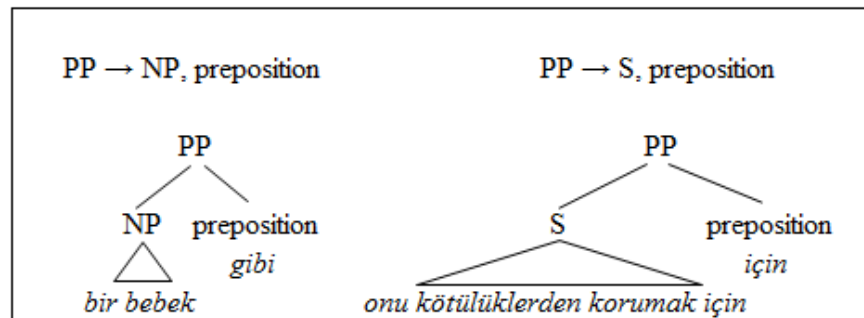 PP → NP, preposition PP → S, preposition
PP PP
NP preposition S preposition
gibi için
bir bebek onu kötülüklerden korumak için